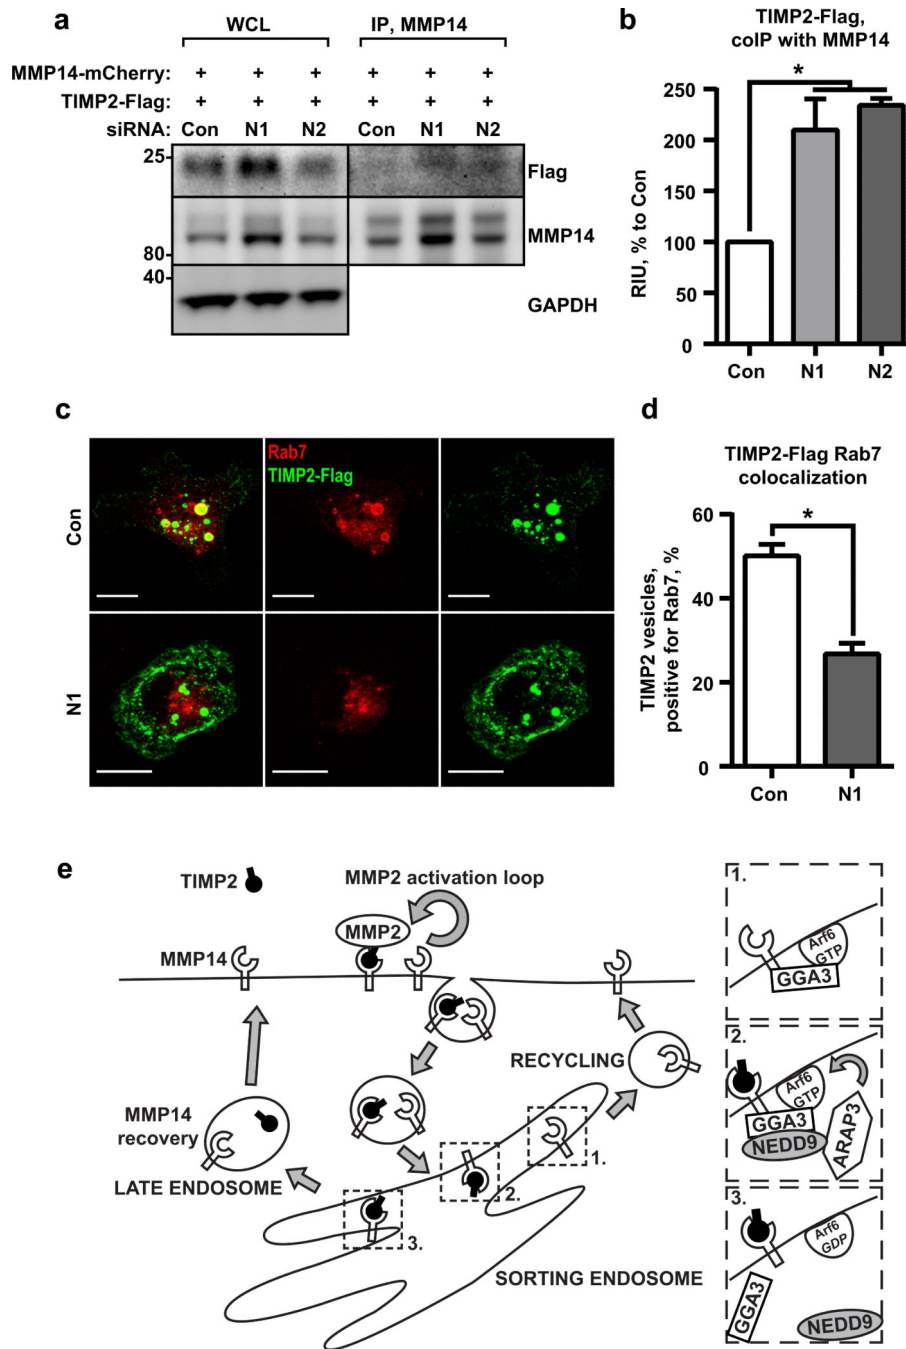 a
WCL
IP, MMP14
MMP14-mCherry: + + + + + +
TIMP2-Flag: + + + + + +
siRNA: Con N1 N2 Con N1 N2
25-
Flag
MMP14
80-
40-
GAPDH
b
TIMP2-Flag,
coIP with MMP14
*
RIU, % to Con
250
200
150
100
50
0
Con N1 N2
c
Con
Rab7
TIMP2-Flag
N1
d
TIMP2-Flag Rab7
colocalization
*
TIMP2 vesicles,
positive for Rab7, %
60
40
20
0
Con N1
e
TIMP2
MMP2 activation loop
MMP2
MMP14
RECYCLING
MMP14
recovery
LATE ENDOSOME
1.
2.
3.
SORTING ENDOSOME
1.
Arf6
GTP
GGA3
2.
Arf6
GTP
GGA3
NEDD9
ARAP3
3.
Arf6
GDP
GGA3
NEDD9